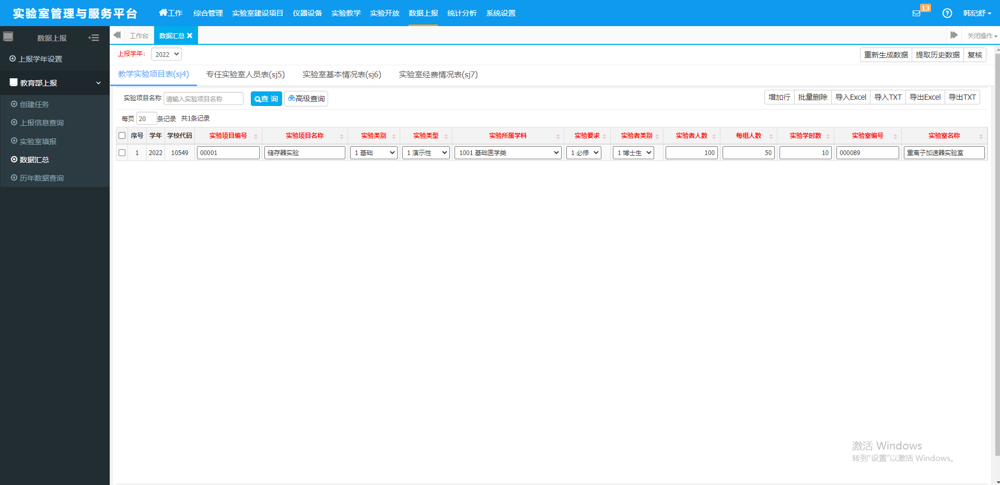 实验室管理与服务平台
工作 综合管理 实验室建设项目 仪器设备 实验教学 实验开放 数据上报 统计分析 系统设置
13
韩纪舒
数据上报
上报学年设置
教育部上报
创建任务
上报信息查询
实验室填报
数据汇总
历年数据查询
工作台 数据汇总 关闭操作
上报学年: 2022 重新生成数据 提取历史数据 复核
教学实验项目表(sj4) 专任实验室人员表(sj5) 实验室基本情况表(sj6) 实验室经费情况表(sj7)
实验项目名称 请输入实验项目名称 查 询 高级查询 增加行 批量删除 导入Excel 导入TXT 导出Excel 导出TXT
每页 20 条记录 共1条记录
序号 学年 学校代码 实验项目编号 实验项目名称 实验类别 实验类型 实验所属学科 实验要求 实验者类别 实验者人数 每组人数 实验学时数 实验室编号 实验室名称
1 2022 10549 00001 储存器实验 1 基础 1 演示性 1001 基础医学类 1 必修 1 博士生 100 50 10 000089 重离子加速器实验室
激活 Windows
转到“设置”以激活 Windows。